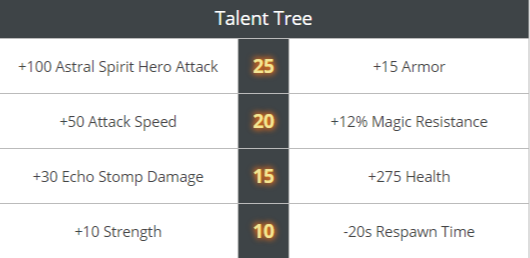 Talent Tree
+100 Astral Spirit Hero Attack 25 +15 Armor
+50 Attack Speed 20 +12% Magic Resistance
+30 Echo Stomp Damage 15 +275 Health
+10 Strength 10 -20s Respawn Time